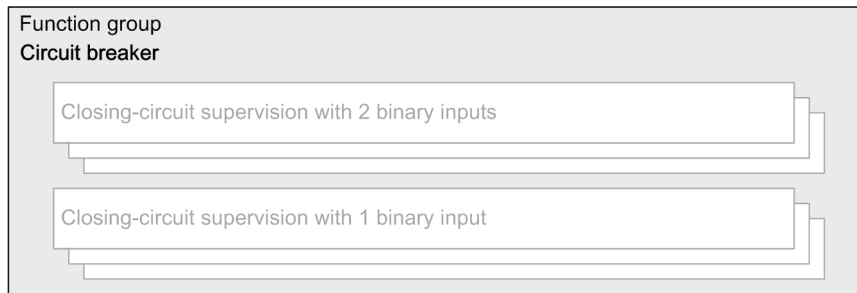 Function group
Circuit breaker
Closing-circuit supervision with 2 binary inputs
Closing-circuit supervision with 1 binary input